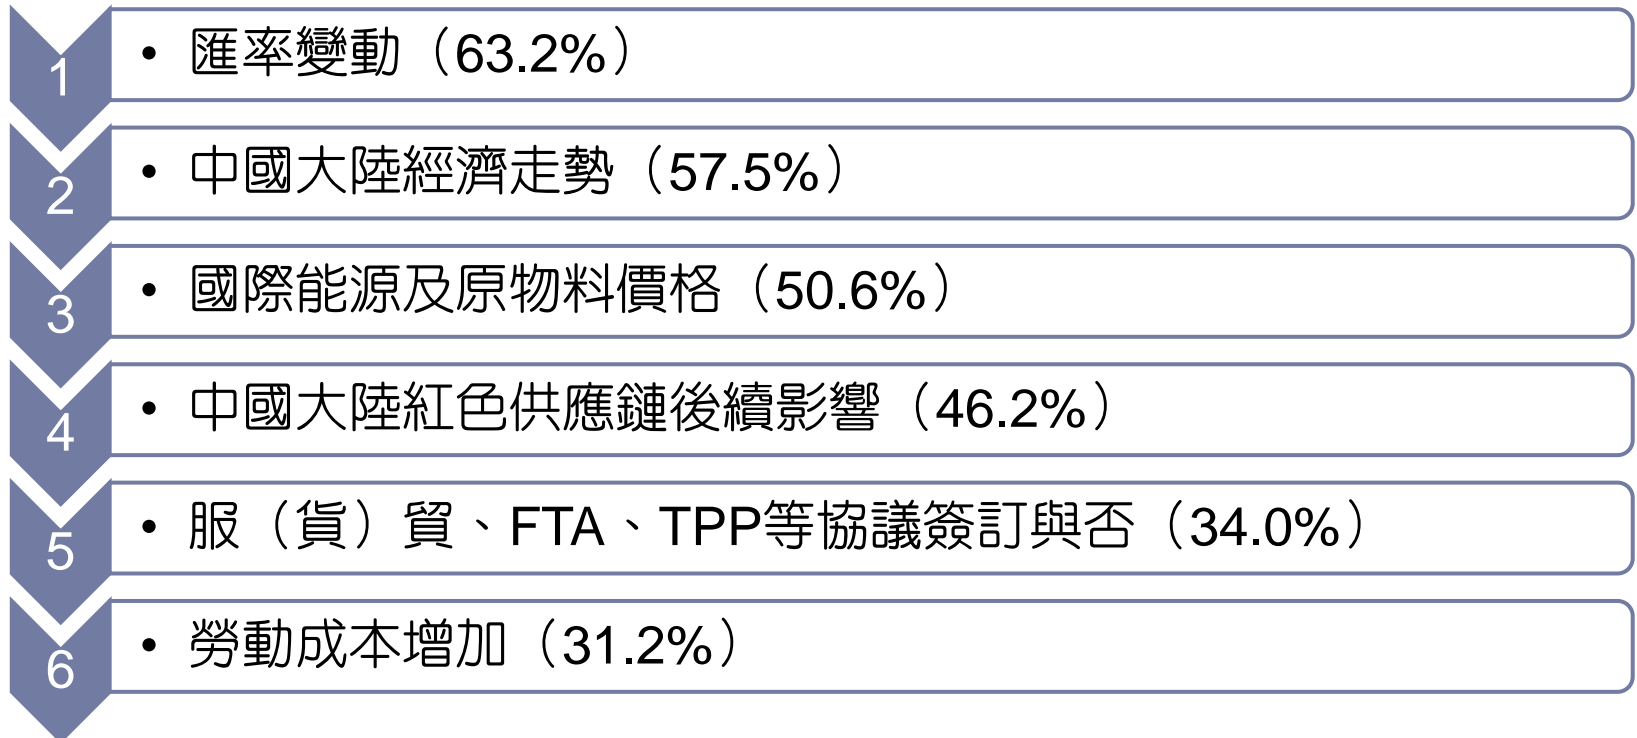 1
• 匯率變動（63.2%）
2
• 中國大陸經濟走勢（57.5%）
3
• 國際能源及原物料價格（50.6%）
4
• 中國大陸紅色供應鏈後續影響（46.2%）
5
• 服（貨）貿、FTA、TPP等協議簽訂與否（34.0%）
6
• 勞動成本增加（31.2%）